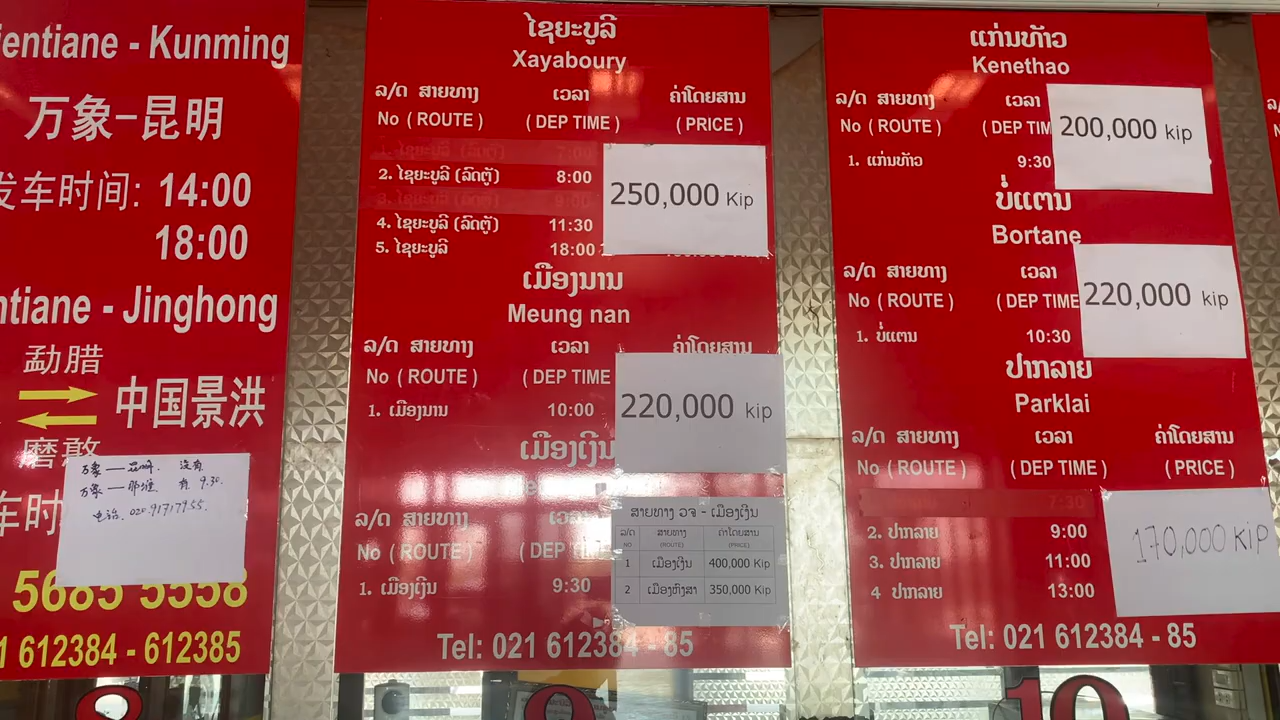 Vientiane - Kunming
万象-昆明
发车时间: 14:00
18:00
ntiane - Jinghong
勐腊
中国景洪
磨憨
万象 — 昆明. 没有
万象 — 那堆 有 9.30.
电话. 020.91717955.
车时
5685 5558
1 612384 - 612385
8
ໄຊຍະບູລີ
Xayaboury
ລ/ດ ສາຍທາງ ເວລາ ຄ່າໂດຍສານ
No ( ROUTE ) ( DEP TIME ) ( PRICE )
1. ໄຊຍະບູລີ (ລົດຕູ້) 7:00
2. ໄຊຍະບູລີ (ລົດຕູ້) 8:00
3. ໄຊຍະບູລີ (ລົດຕູ້) 9:00
4. ໄຊຍະບູລີ (ລົດຕູ້) 11:30
5. ໄຊຍະບູລີ 18:00
250,000 Kip
ເມືອງນານ
Meung nan
ລ/ດ ສາຍທາງ ເວລາ ຄ່າໂດຍສານ
No ( ROUTE ) ( DEP TIME
1. ເມືອງນານ 10:00
220,000 kip
ເມືອງເງິນ
ລ/ດ ສາຍທາງ ເວລາ
No ( ROUTE ) ( DEP TIP
1. ເມືອງເງິນ 9:30
ສາຍທາງ ວຈ - ເມືອງເງິນ
ລ/ດ ສາຍທາງ ຄ່າໂດຍສານ
NO (ROUTE) (PRICE)
1 ເມືອງເງິນ 400,000 Kip
2 ເມືອງຫົງສາ 350,000 Kip
Tel: 021 612384 - 85
9
ແກ່ນທ້າວ
Kenethao
ລ/ດ ສາຍທາງ ເວລາ
No ( ROUTE ) ( DEP TIM
1. ແກ່ນທ້າວ 9:30
200,000 kip
ບໍ່ແຕນ
Bortane
ລ/ດ ສາຍທາງ ເວລາ
No ( ROUTE ) ( DEP TIME
1. ບໍ່ແຕນ 10:30
220,000 kip
ປາກລາຍ
Parklai
ລ/ດ ສາຍທາງ ເວລາ ຄ່າໂດຍສານ
No ( ROUTE ) ( DEP TIME ) ( PRICE )
7:30
2. ປາກລາຍ 9:00
3. ປາກລາຍ 11:00
4 ປາກລາຍ 13:00
170,000 KIP
Tel: 021 612384 - 85
10